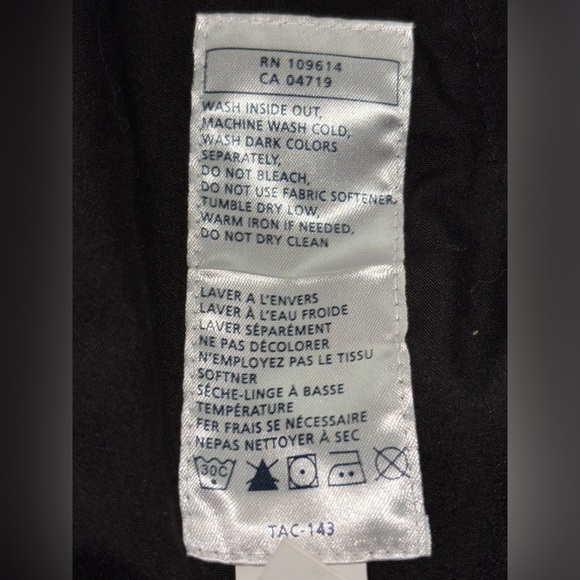 RN 109614
CA 04719
WASH INSIDE OUT,
MACHINE WASH COLD,
WASH DARK COLORS
SEPARATELY,
DO NOT BLEACH,
DO NOT USE FABRIC SOFTENER,
TUMBLE DRY LOW,
WARM IRON IF NEEDED,
DO NOT DRY CLEAN
LAVER A L'ENVERS
LAVER À L'EAU FROIDE
LAVER SÉPARÉMENT
NE PAS DÉCOLORER
N'EMPLOYEZ PAS LE TISSU
SOFTNER
SÉCHE-LINGE À BASSE
TEMPÉRATURE
FER FRAIS SE NÉCESSAIRE
NEPAS NETTOYER À SEC
30C
TAC-143